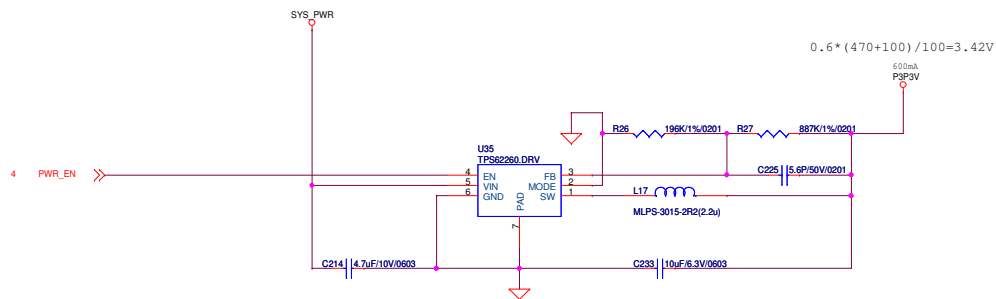 SYS_PWR
0.6*(470+100)/100=3.42V
600mA
P3P3V
R26
196K/1%/0201
R27
887K/1%/0201
U35
TPS62260.DRV
4
PWR_EN
4
EN
FB
3
C225
5.6P/50V/0201
5
VIN
MODE
2
6
GND
SW
1
L17
PAD
MLPS-3015-2R2(2.2u)
7
C214
4.7uF/10V/0603
C233
10uF/6.3V/0603